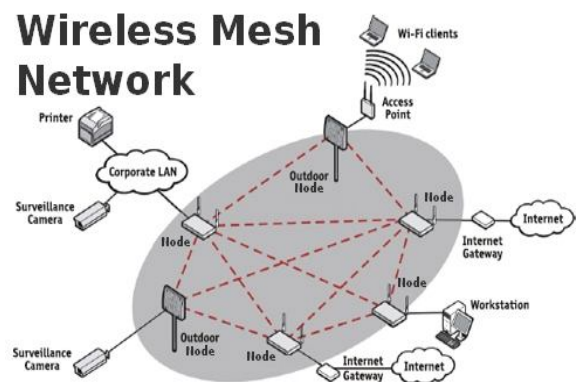 Wireless Mesh
Network
Wi-Fi clients
Access
Point
Printer
Corporate LAN
Outdoor
Node
Surveillance
Camera
Node
Node
Internet
Internet
Gateway
Node
Workstation
Outdoor
Node
Node
Surveillance
Camera
Internet
Gateway
Internet